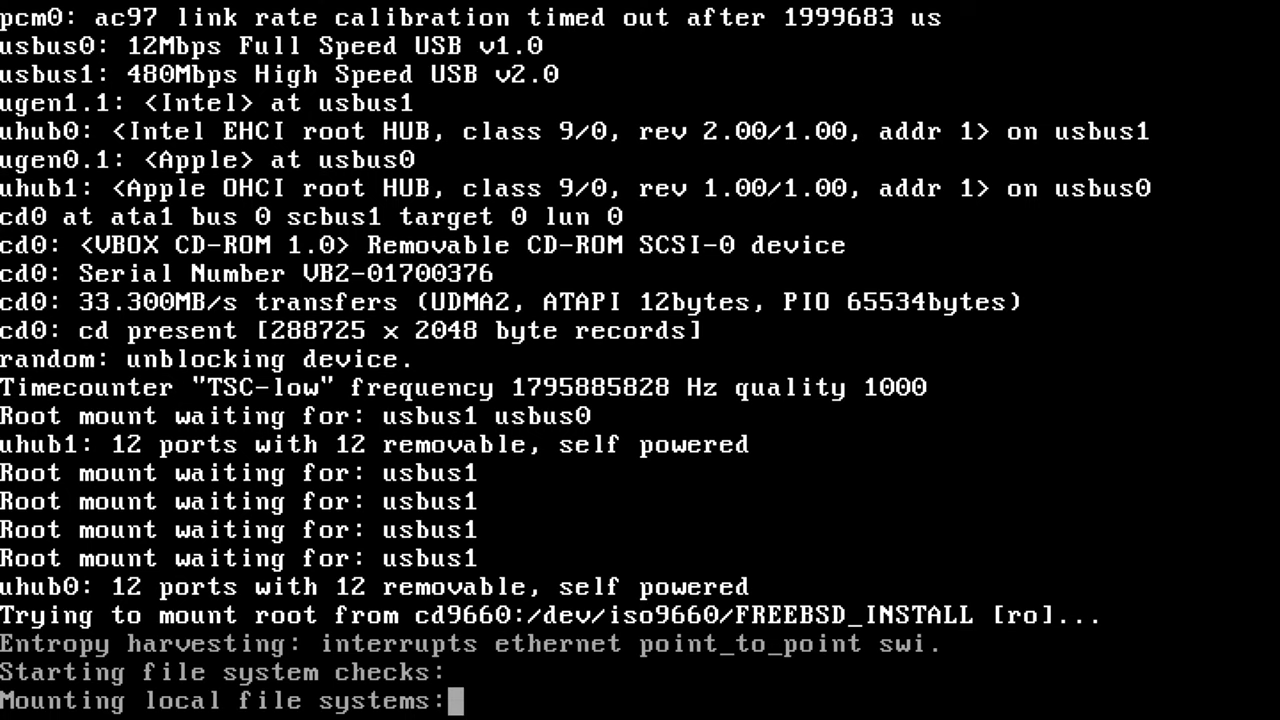 pcm0: ac97 link rate calibration timed out after 1999683 us
usbus0: 12Mbps Full Speed USB v1.0
usbus1: 480Mbps High Speed USB v2.0
ugen1.1: <Intel> at usbus1
uhub0: <Intel EHCI root HUB, class 9/0, rev 2.00/1.00, addr 1> on usbus1
ugen0.1: <Apple> at usbus0
uhub1: <Apple OHCI root HUB, class 9/0, rev 1.00/1.00, addr 1> on usbus0
cd0 at ata1 bus 0 scbus1 target 0 lun 0
cd0: <VBOX CD-ROM 1.0> Removable CD-ROM SCSI-0 device
cd0: Serial Number VB2-01700376
cd0: 33.300MB/s transfers (UDMA2, ATAPI 12bytes, PIO 65534bytes)
cd0: cd present [288725 x 2048 byte records]
random: unblocking device.
Timecounter "TSC-low" frequency 1795885828 Hz quality 1000
Root mount waiting for: usbus1 usbus0
uhub1: 12 ports with 12 removable, self powered
Root mount waiting for: usbus1
Root mount waiting for: usbus1
Root mount waiting for: usbus1
Root mount waiting for: usbus1
uhub0: 12 ports with 12 removable, self powered
Trying to mount root from cd9660:/dev/iso9660/FREEBSD_INSTALL [ro]...
Entropy harvesting: interrupts ethernet point_to_point swi.
Starting file system checks:
Mounting local file systems: